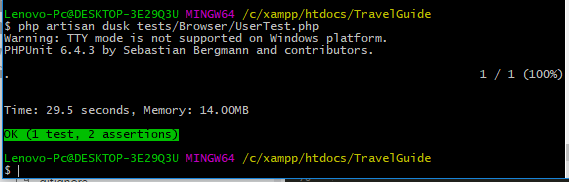 Lenovo-Pc@DESKTOP-3E29Q3U MINGW64 /c/xampp/htdocs/TravelGuide
$ php artisan dusk tests/Browser/UserTest.php
Warning: TTY mode is not supported on Windows platform.
PHPUnit 6.4.3 by Sebastian Bergmann and contributors.
. 1 / 1 (100%)
Time: 29.5 seconds, Memory: 14.00MB
OK (1 test, 2 assertions)
Lenovo-Pc@DESKTOP-3E29Q3U MINGW64 /c/xampp/htdocs/TravelGuide
$